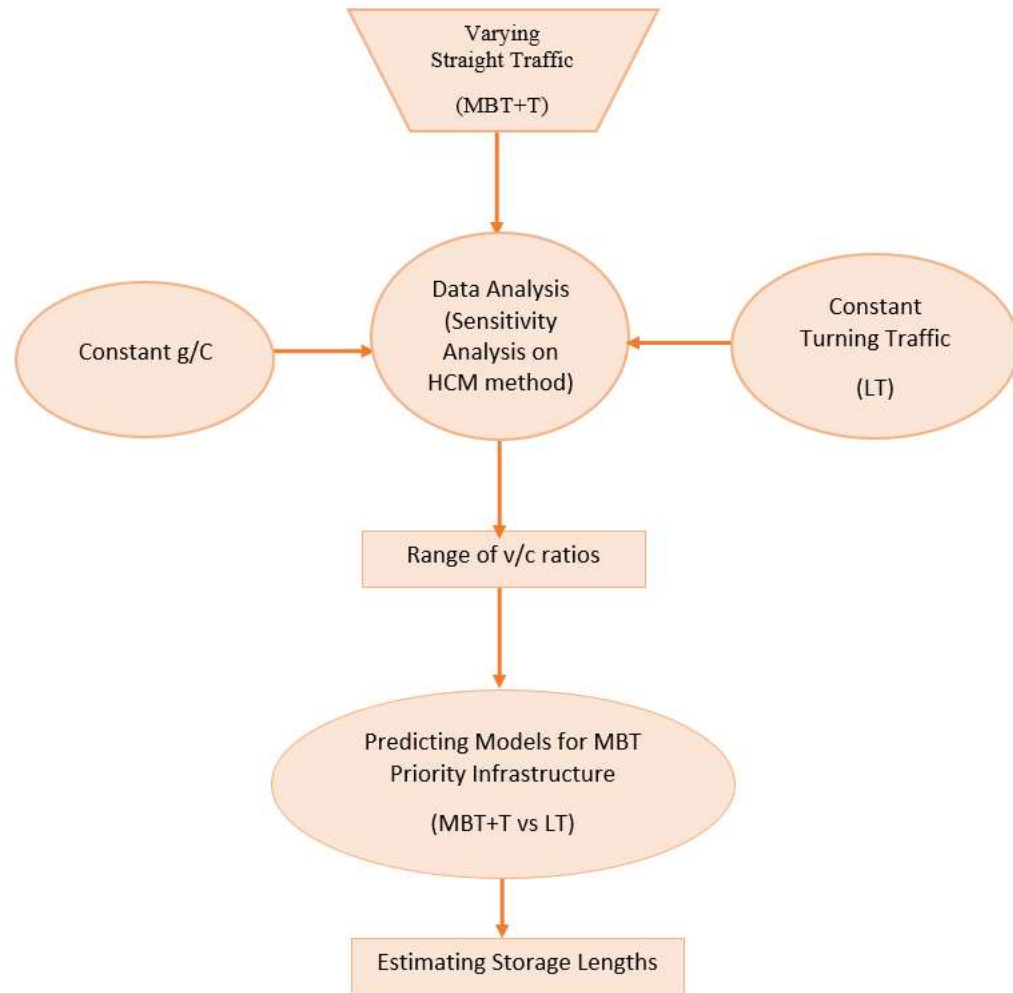 Varying
Straight Traffic
(MBT+T)
Data Analysis
(Sensitivity
Analysis on
HCM method)
Constant g/C
Constant
Turning Traffic
(LT)
Range of v/c ratios
Predicting Models for MBT
Priority Infrastructure
(MBT+T vs LT)
Estimating Storage Lengths